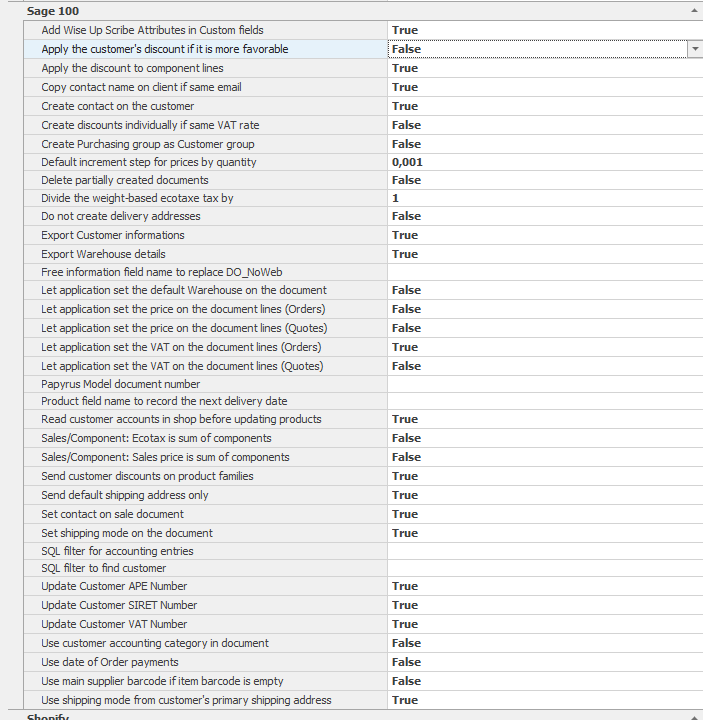 Sage 100
Add Wise Up Scribe Attributes in Custom fields True
Apply the customer's discount if it is more favorable False
Apply the discount to component lines True
Copy contact name on client if same email True
Create contact on the customer True
Create discounts individually if same VAT rate False
Create Purchasing group as Customer group False
Default increment step for prices by quantity 0,001
Delete partially created documents False
Divide the weight-based ecotaxe tax by 1
Do not create delivery addresses False
Export Customer informations True
Export Warehouse details True
Free information field name to replace DO_NoWeb
Let application set the default Warehouse on the document False
Let application set the price on the document lines (Orders) False
Let application set the price on the document lines (Quotes) False
Let application set the VAT on the document lines (Orders) True
Let application set the VAT on the document lines (Quotes) False
Papyrus Model document number
Product field name to record the next delivery date
Read customer accounts in shop before updating products True
Sales/Component: Ecotax is sum of components False
Sales/Component: Sales price is sum of components False
Send customer discounts on product families True
Send default shipping address only True
Set contact on sale document True
Set shipping mode on the document True
SQL filter for accounting entries
SQL filter to find customer
Update Customer APE Number True
Update Customer SIRET Number True
Update Customer VAT Number True
Use customer accounting category in document False
Use date of Order payments False
Use main supplier barcode if item barcode is empty False
Use shipping mode from customer's primary shipping address True
Shopify